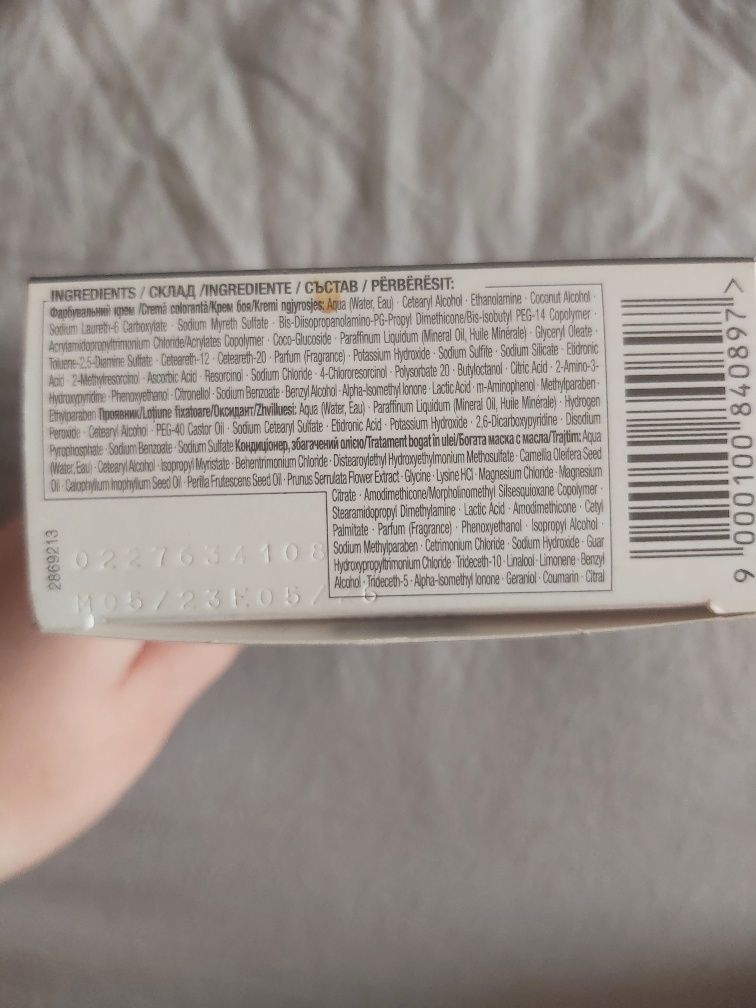 INGREDIENTS / СКЛАД /INGREDIENTE / СЪСТАВ / PËRBËRËSIT:
Фарбувальний крем /Cremă colorantă/Крем боя/Kremi ngjyrosjes: Aqua (Water, Eau) · Cetearyl Alcohol · Ethanolamine · Coconut Alcohol ·
Sodium Laureth-6 Carboxylate · Sodium Myreth Sulfate · Bis-Diisopropanolamino-PG-Propyl Dimethicone/Bis-Isobutyl PEG-14 Copolymer ·
Acrylamidopropyltrimonium Chloride/Acrylates Copolymer · Coco-Glucoside · Paraffinum Liquidum (Mineral Oil, Huile Minérale) · Glyceryl Oleate ·
Toluene-2,5-Diamine Sulfate · Ceteareth-12 · Ceteareth-20 · Parfum (Fragrance) · Potassium Hydroxide · Sodium Sulfite · Sodium Silicate · Etidronic
Acid · 2-Methylresorcinol · Ascorbic Acid · Resorcinol · Sodium Chloride · 4-Chlororesorcinol · Polysorbate 20 · Butyloctanol · Citric Acid · 2-Amino-3-
Hydroxypyridine · Phenoxyethanol · Citronellol · Sodium Benzoate · Benzyl Alcohol · Alpha-Isomethyl Ionone · Lactic Acid · m-Aminophenol · Methylparaben ·
Ethylparaben Проявник/Loțiune fixatoare/Оксидант/Zhvilluesi: Aqua (Water, Eau) · Paraffinum Liquidum (Mineral Oil, Huile Minérale) · Hydrogen
Peroxide · Cetearyl Alcohol · PEG-40 Castor Oil · Sodium Cetearyl Sulfate · Etidronic Acid · Potassium Hydroxide · 2,6-Dicarboxypyridine · Disodium
Pyrophosphate · Sodium Benzoate · Sodium Sulfate Кондиціонер, збагачений олією/Tratament bogat în ulei/Богата маска с масла/Trajtim: Aqua
(Water, Eau) · Cetearyl Alcohol · Isopropyl Myristate · Behentrimonium Chloride · Distearoylethyl Hydroxyethylmonium Methosulfate · Camellia Oleifera Seed
Oil · Calophyllum Inophyllum Seed Oil · Perilla Frutescens Seed Oil · Prunus Serrulata Flower Extract · Glycine · Lysine HCl · Magnesium Chloride · Magnesium
Citrate · Amodimethicone/Morpholinomethyl Silsesquioxane Copolymer ·
Stearamidopropyl Dimethylamine · Lactic Acid · Amodimethicone · Cetyl
Palmitate · Parfum (Fragrance) · Phenoxyethanol · Isopropyl Alcohol ·
Sodium Methylparaben · Cetrimonium Chloride · Sodium Hydroxide · Guar
Hydroxypropyltrimonium Chloride · Trideceth-10 · Linalool · Limonene · Benzyl
Alcohol · Trideceth-5 · Alpha-Isomethyl Ionone · Geraniol · Coumarin · Citral
2869213
0227634108
M05/23E05/
9 000100 840897 >